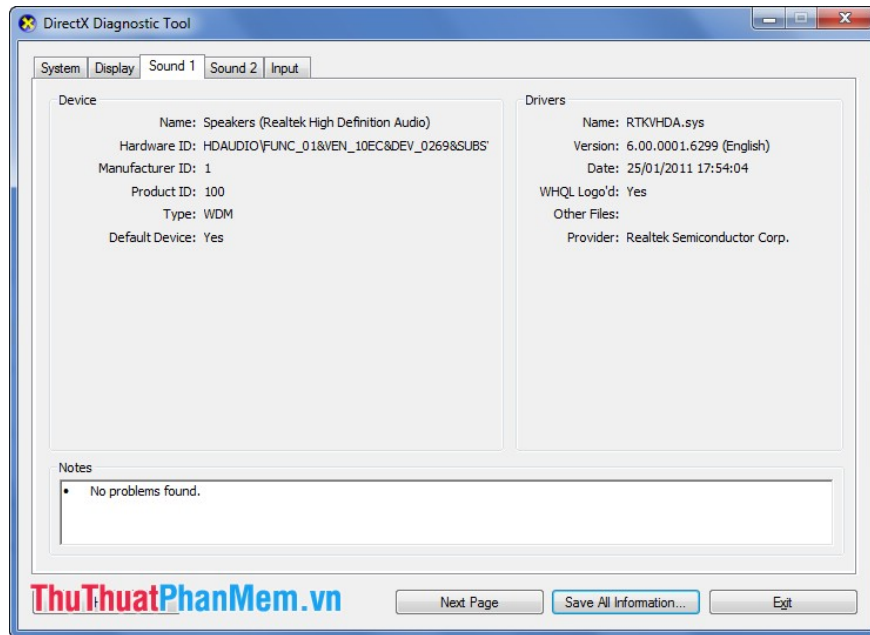 DirectX Diagnostic Tool
System Display Sound 1 Sound 2 Input
Device
Name: Speakers (Realtek High Definition Audio)
Hardware ID: HDAUDIO\FUNC_01&VEN_10EC&DEV_0269&SUBS
Manufacturer ID: 1
Product ID: 100
Type: WDM
Default Device: Yes
Drivers
Name: RTKVHDA.sys
Version: 6.00.0001.6299 (English)
Date: 25/01/2011 17:54:04
WHQL Logo'd: Yes
Other Files:
Provider: Realtek Semiconductor Corp.
Notes
• No problems found.
ThuThuatPhanMem.vn
Next Page Save All Information... Exit